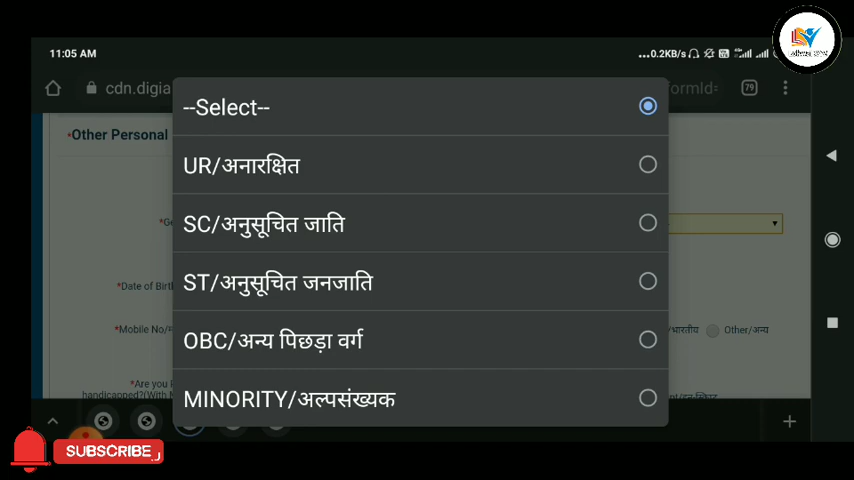 11:05 AM
...0.2KB/s
cdn.digia
formId=
79
--Select--
*Other Personal
UR/अनारक्षित
SC/अनुसूचित जाति
ST/अनुसूचित जनजाति
*Date of Birt
OBC/अन्य पिछड़ा वर्ग
*Mobile No/
/भारतीय
Other/अन्य
*Are you
handicapped?(With
MINORITY/अल्पसंख्यक
SUBSCRIBE